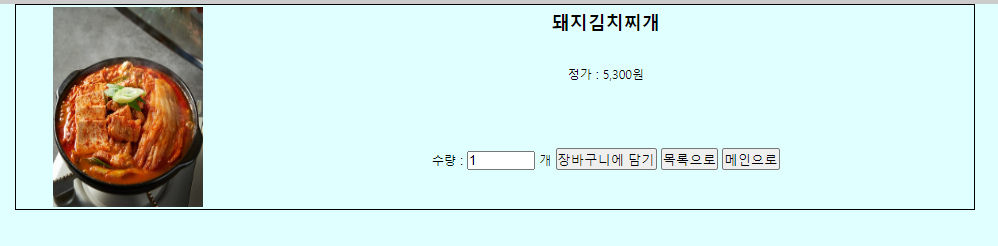 돼지김치찌개
정가 : 5,300원
수량 : 1 개 장바구니에 담기 목록으로 메인으로